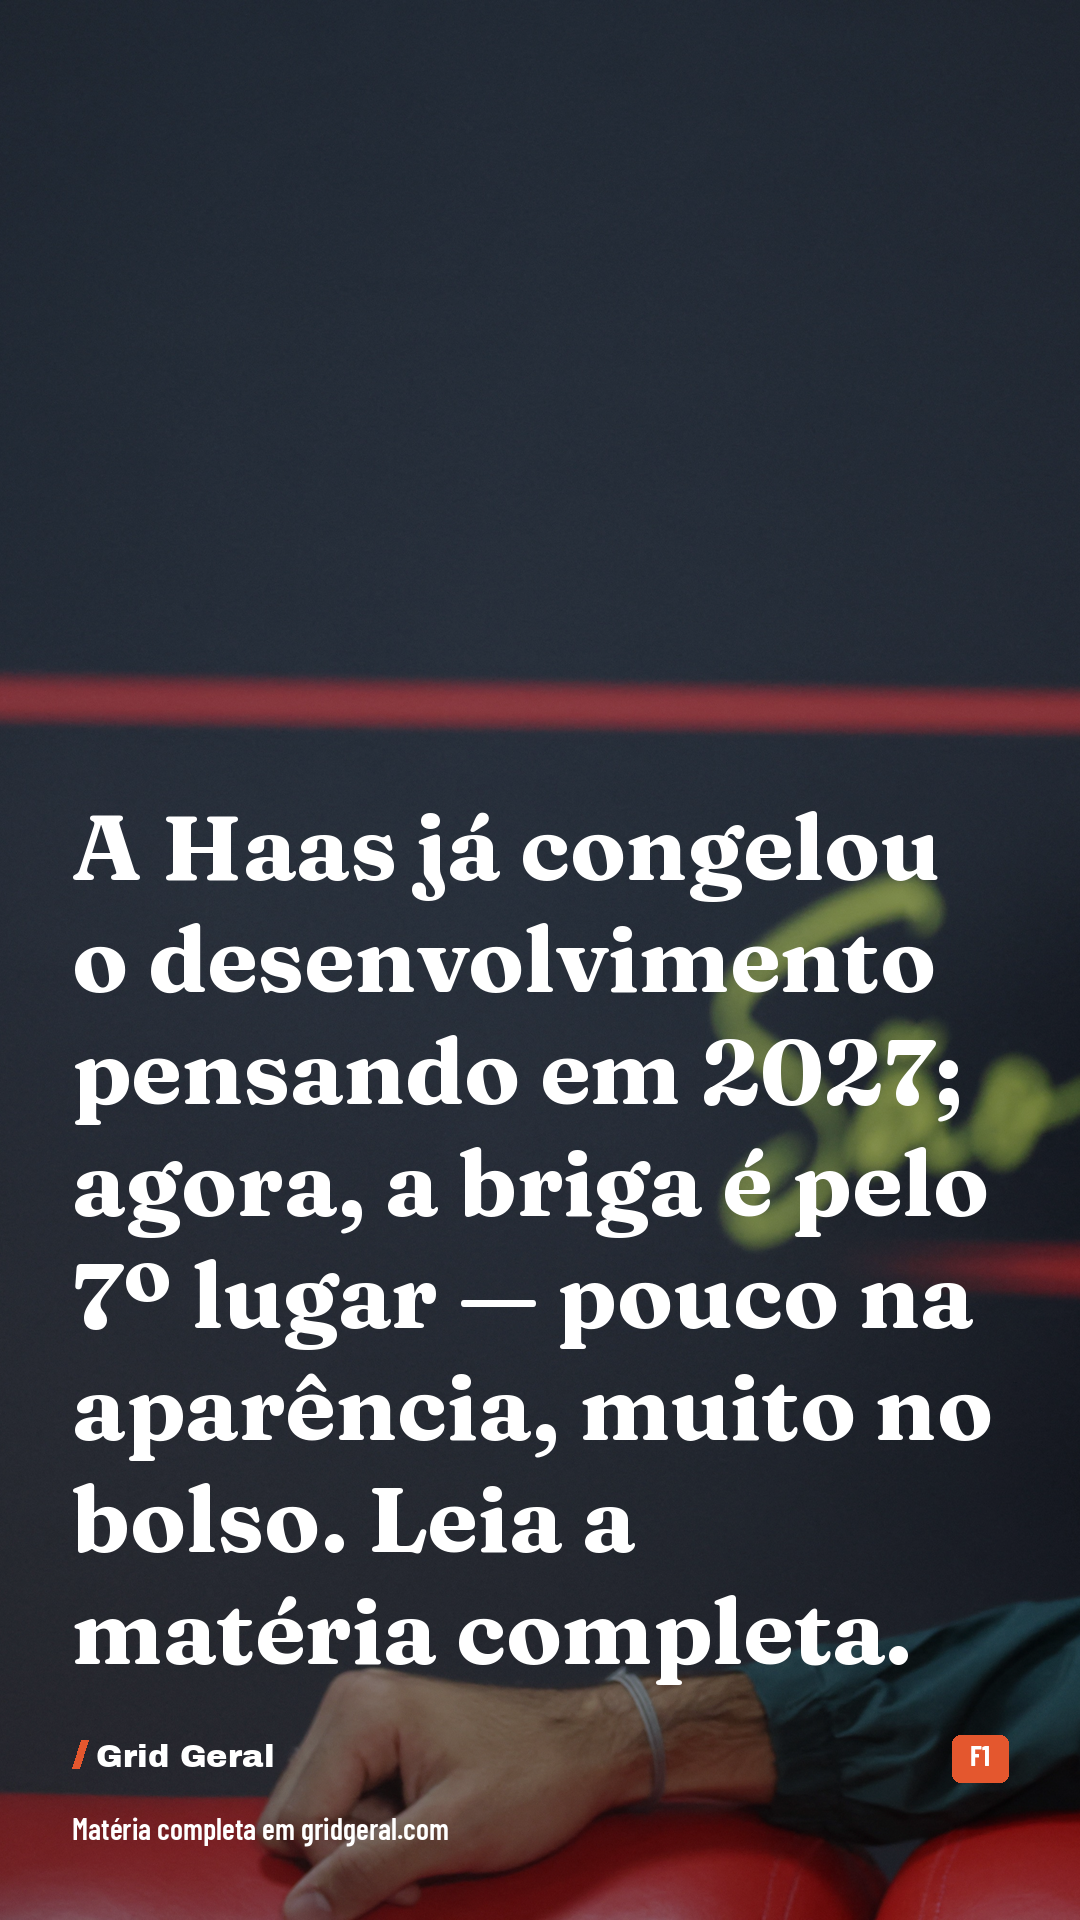 A Haas já congelou
o desenvolvimento
pensando em 2027;
agora, a briga é pelo
7º lugar — pouco na
aparência, muito no
bolso. Leia a
matéria completa.
/ Grid Geral
F1
Matéria completa em gridgeral.com